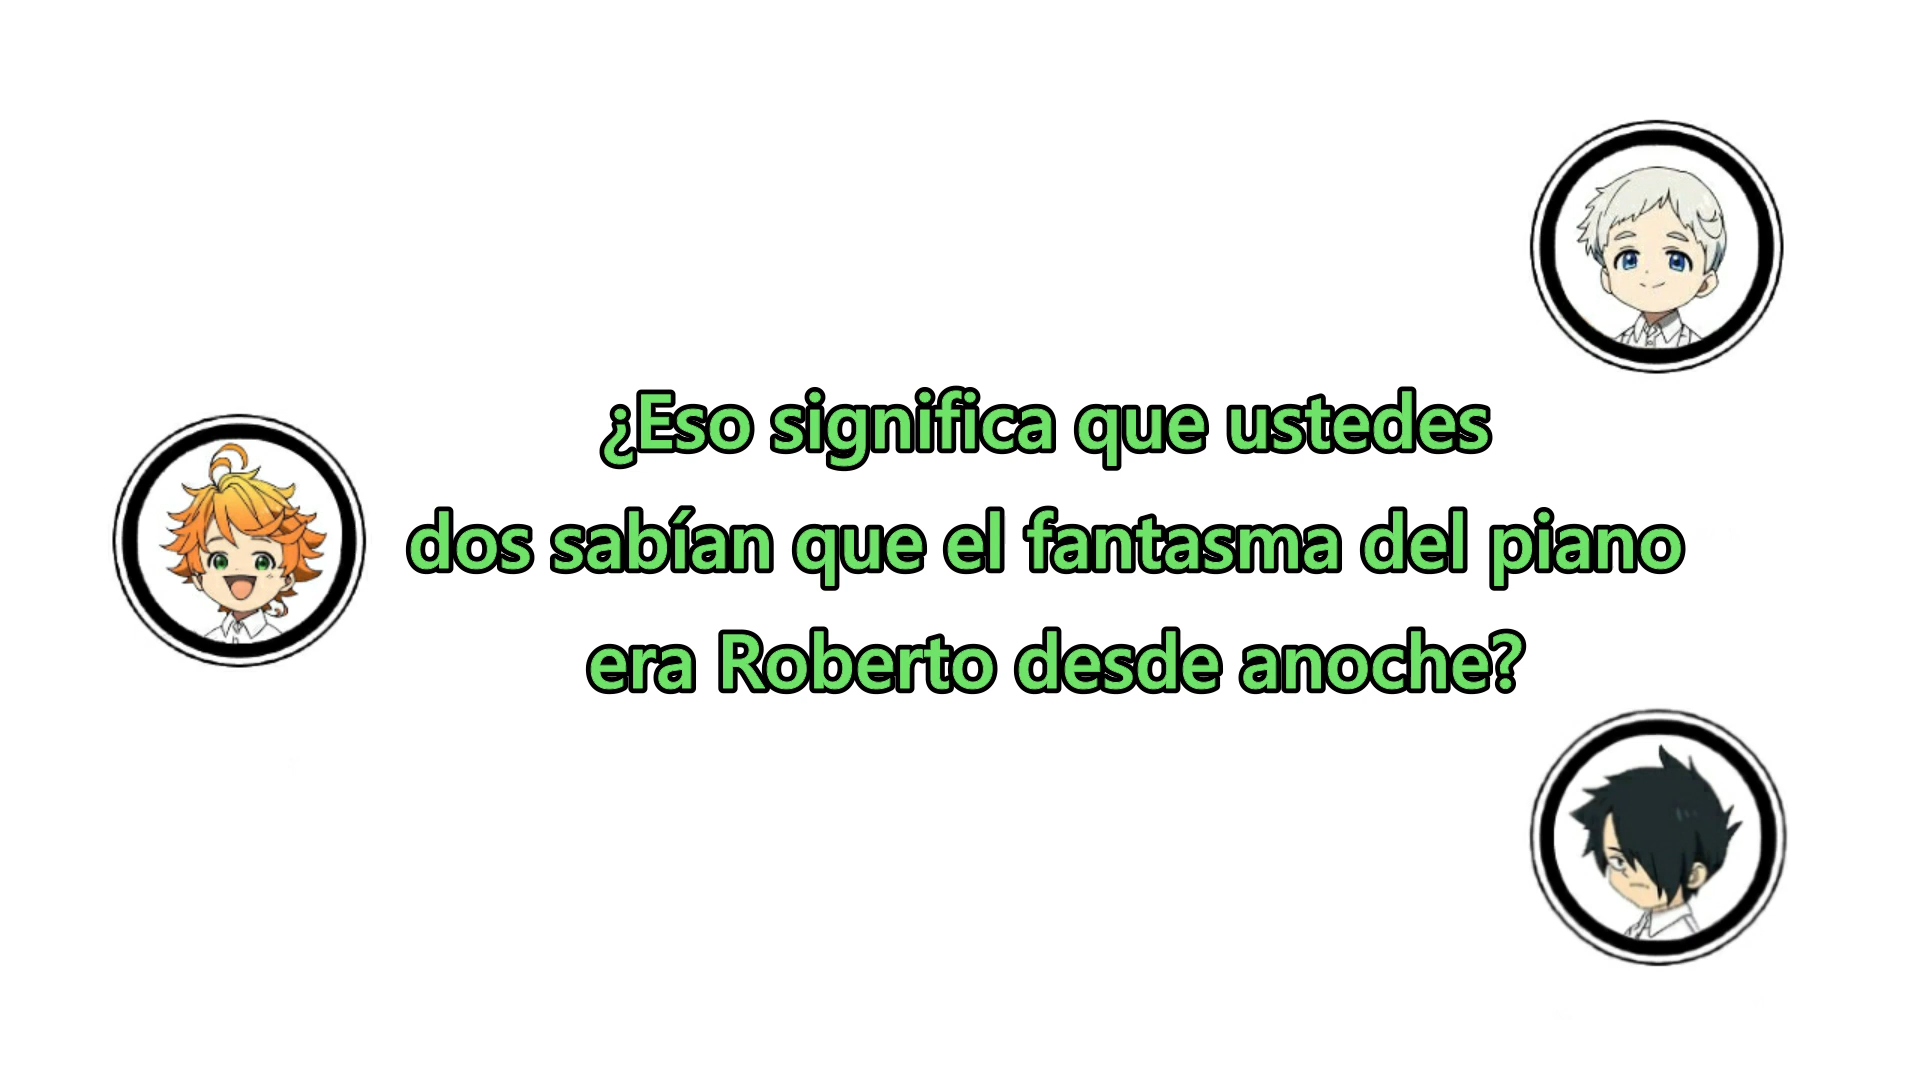 ¿Eso significa que ustedes
dos sabían que el fantasma del piano
era Roberto desde anoche?